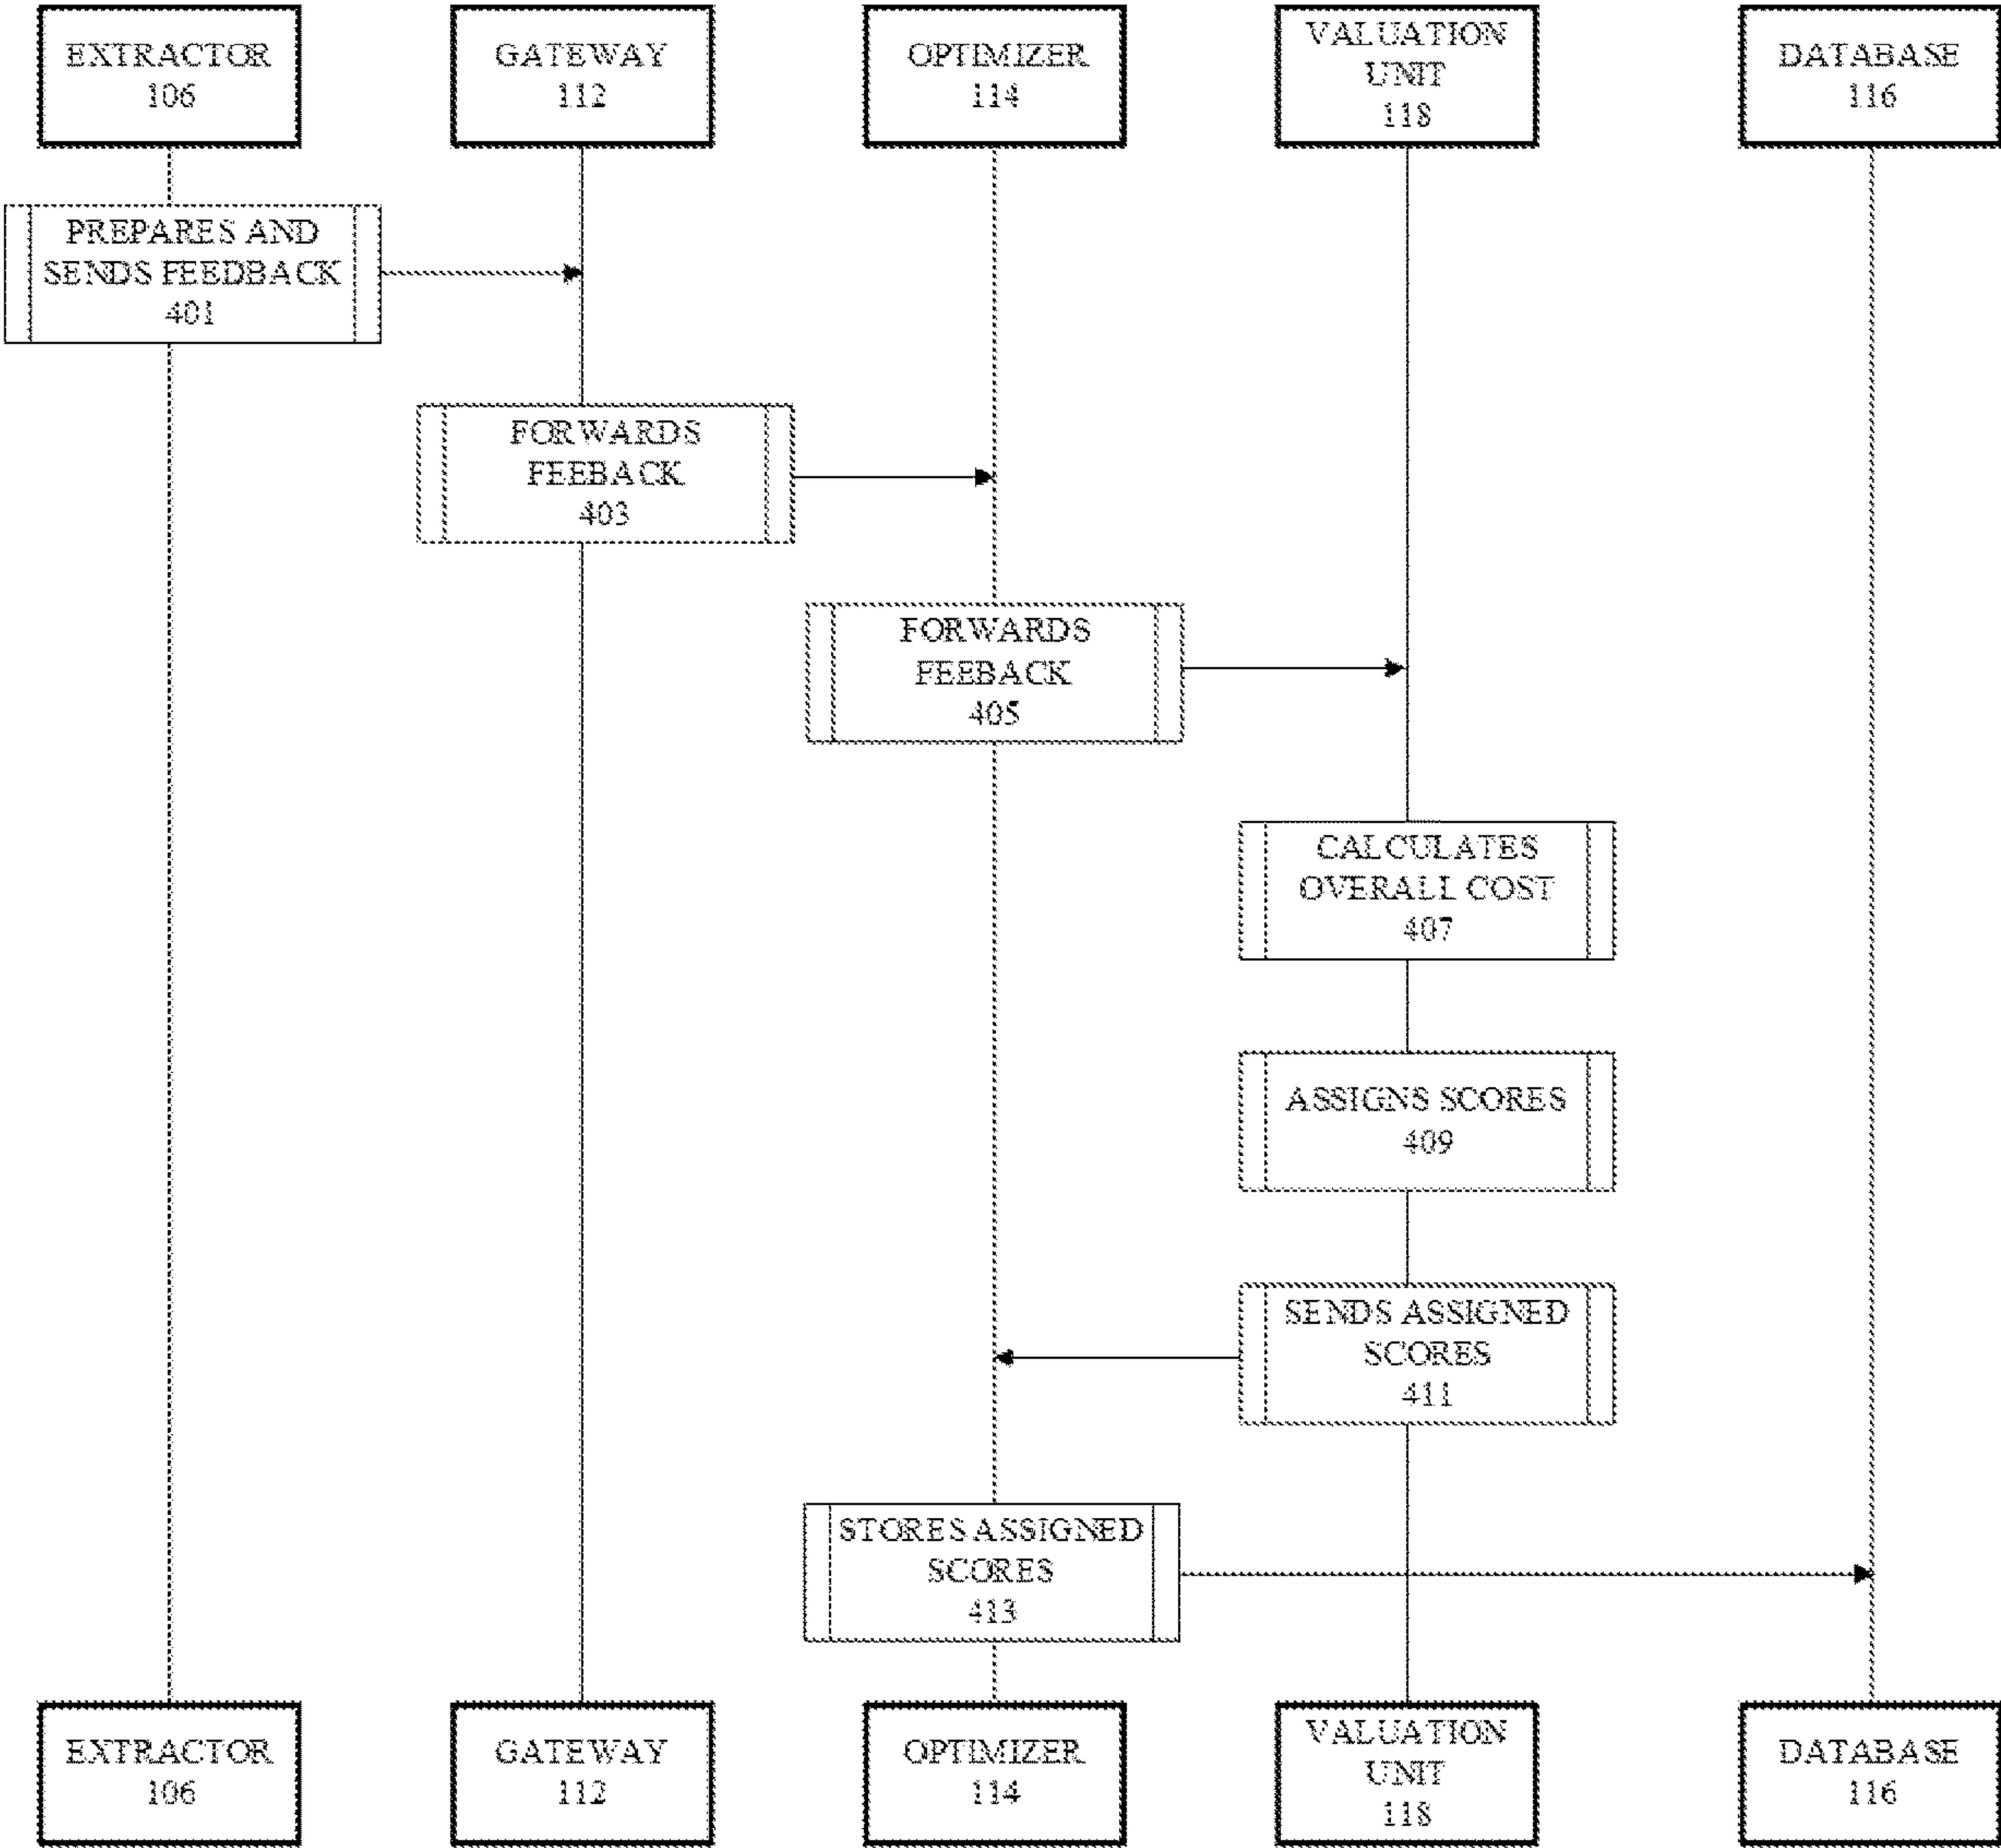 EXTRACTOR
106
GATEWAY
112
OPTIMIZER
114
VALUATION
UNIT
118
DATABASE
116
PREPARES AND
SENDS FEEDBACK
401
FORWARDS
FEEBACK
403
FORWARDS
FEEBACK
405
CALCULATES
OVERALL COST
407
ASSIGNS SCORES
409
SENDS ASSIGNED
SCORES
411
STORES ASSIGNED
SCORES
413
EXTRACTOR
106
GATEWAY
112
OPTIMIZER
114
VALUATION
UNIT
118
DATABASE
116